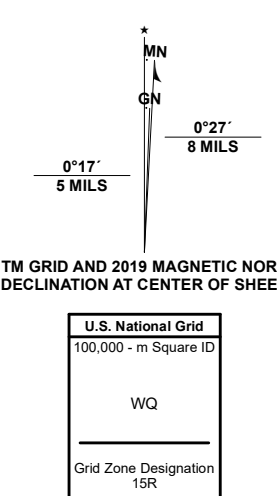 ★
MN
GN
0°27´
8 MILS
0°17´
5 MILS
TM GRID AND 2019 MAGNETIC NOR
DECLINATION AT CENTER OF SHEE
U.S. National Grid
100,000 - m Square ID
WQ
Grid Zone Designation
15R